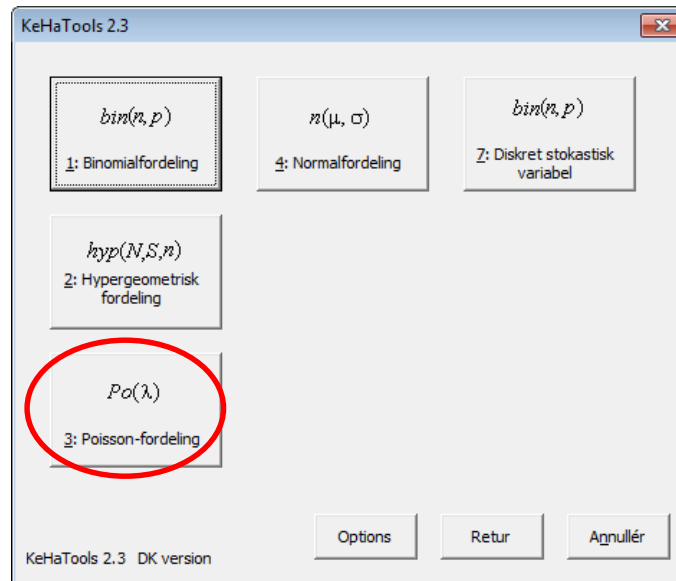 KeHaTools 2.3
bin(n, p)
1: Binomialfordeling
n(μ, σ)
4: Normalfordeling
bin(n, p)
7: Diskret stokastisk
variabel
hyp(N,S,n)
2: Hypergeometrisk
fordeling
Po(λ)
3: Poisson-fordeling
Options
Retur
Annullér
KeHaTools 2.3 DK version